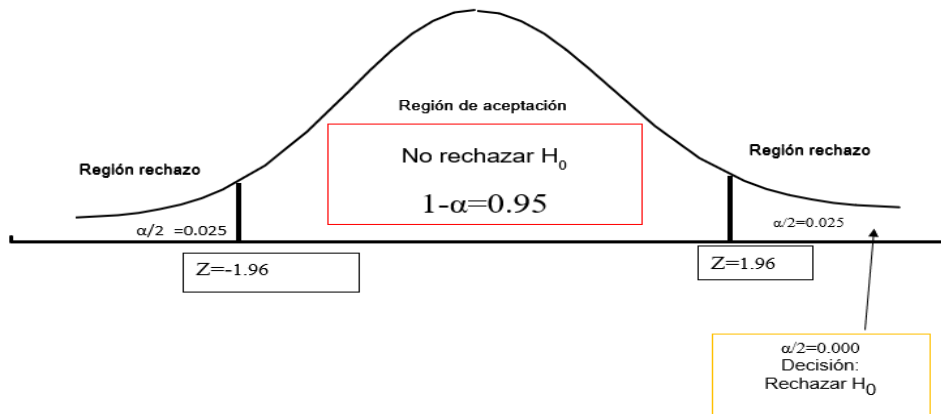 Región de aceptación
No rechazar H0
1-α=0.95
Región rechazo
Región rechazo
α/2 =0.025
α/2=0.025
Z=-1.96
Z=1.96
α/2=0.000
Decisión:
Rechazar H0